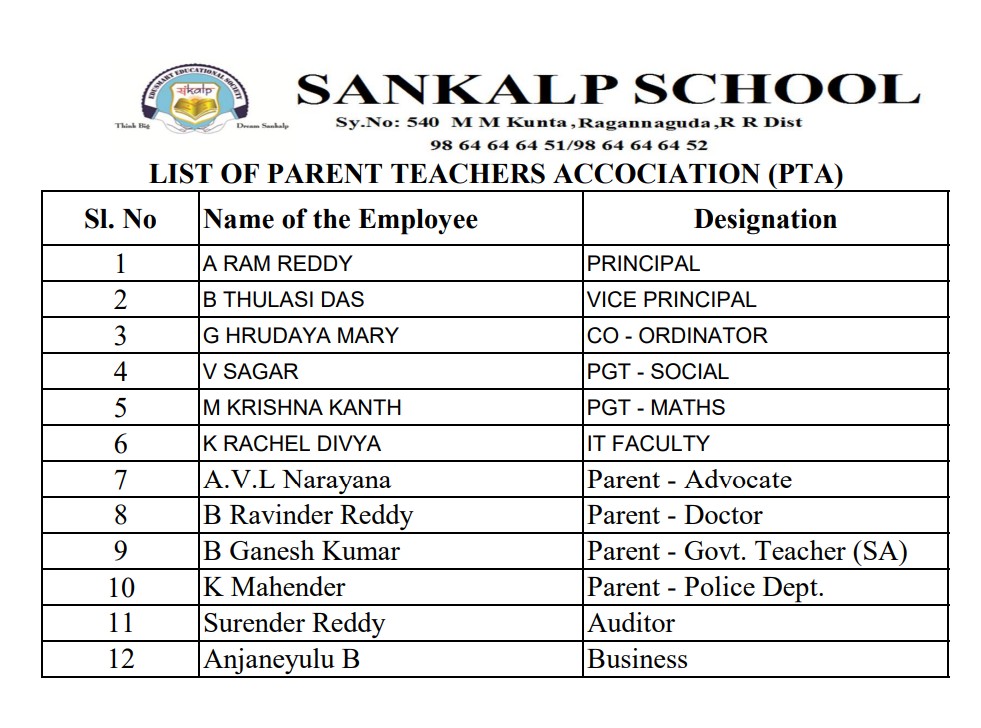 EDUSMART EDUCATIONAL SOCIETY
Think Big Dream Sankalp
SANKALP SCHOOL
Sy.No: 540 M M Kunta ,Ragannaguda,R R Dist
98 64 64 64 51/98 64 64 64 52
LIST OF PARENT TEACHERS ACCOCIATION (PTA)
Sl. No Name of the Employee Designation
1 A RAM REDDY PRINCIPAL
2 B THULASI DAS VICE PRINCIPAL
3 G HRUDAYA MARY CO - ORDINATOR
4 V SAGAR PGT - SOCIAL
5 M KRISHNA KANTH PGT - MATHS
6 K RACHEL DIVYA IT FACULTY
7 A.V.L Narayana Parent - Advocate
8 B Ravinder Reddy Parent - Doctor
9 B Ganesh Kumar Parent - Govt. Teacher (SA)
10 K Mahender Parent - Police Dept.
11 Surender Reddy Auditor
12 Anjaneyulu B Business